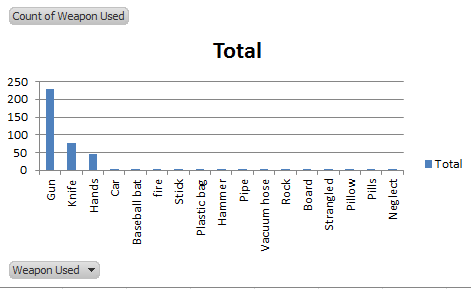 Count of Weapon Used
Total
250
200
150
100
50
0
Gun
Knife
Hands
Car
Baseball bat
fire
Stick
Plastic bag
Hammer
Pipe
Vacuum hose
Rock
Board
Strangled
Pillow
Pills
Neglect
Total
Weapon Used